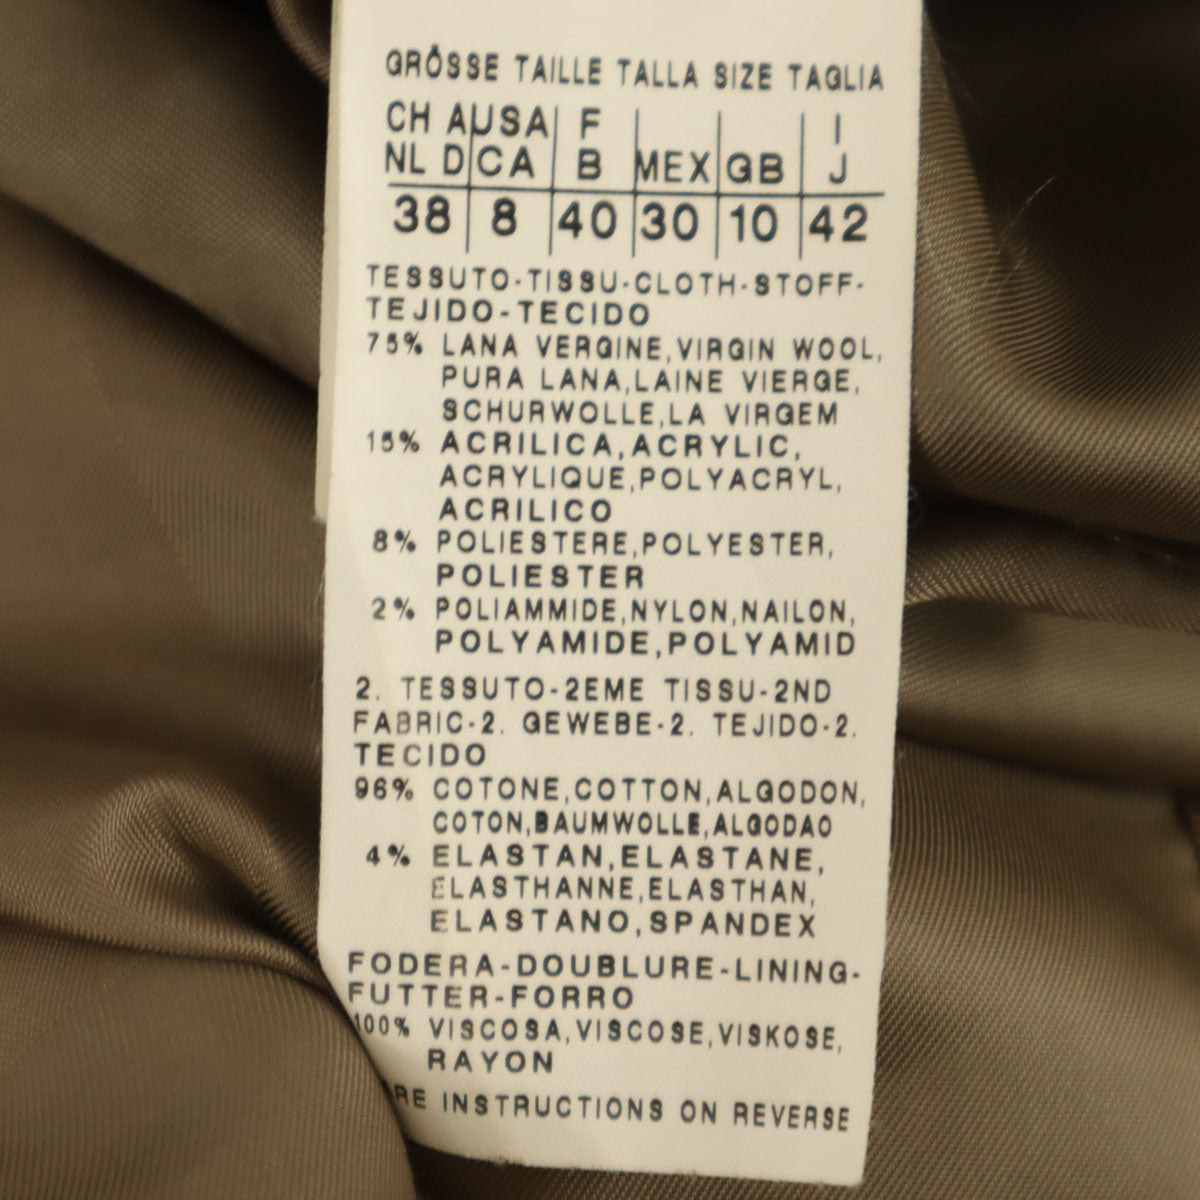 GRÖSSE TAILLE TALLA SIZE TAGLIA
CH A USA F I
NL D CA B MEX GB J
38 8 40 30 10 42
TESSUTO-TISSU-CLOTH-STOFF-
TEJIDO-TECIDO
75% LANA VERGINE,VIRGIN WOOL,
PURA LANA,LAINE VIERGE,
SCHURWOLLE,LA VIRGEM
15% ACRILICA,ACRYLIC,
ACRYLIQUE,POLYACRYL,
ACRILICO
8% POLIESTERE,POLYESTER,
POLIESTER
2% POLIAMMIDE,NYLON,NAILON,
POLYAMIDE,POLYAMID
2. TESSUTO-2EME TISSU-2ND
FABRIC-2. GEWEBE-2. TEJIDO-2.
TECIDO
96% COTONE,COTTON,ALGODON,
COTON,BAUMWOLLE,ALGODAO
4% ELASTAN,ELASTANE,
ELASTHANNE,ELASTHAN,
ELASTANO,SPANDEX
FODERA-DOUBLURE-LINING-
FUTTER-FORRO
100% VISCOSA,VISCOSE,VISKOSE,
RAYON
INSTRUCTIONS ON REVERSE